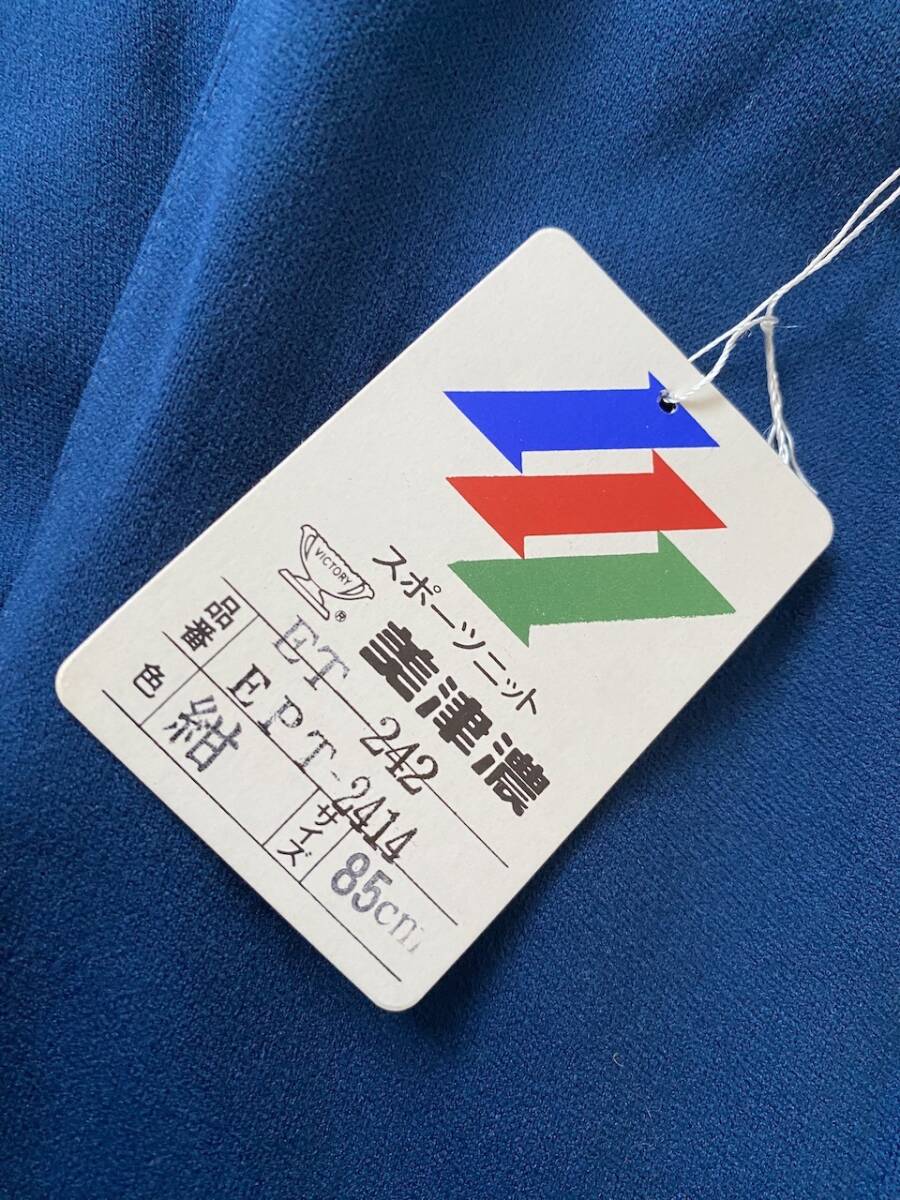 スポーツニット
VICTORY
®
美津濃
ET 242
品番 EPT-2414
色 紺 サイズ 85cm